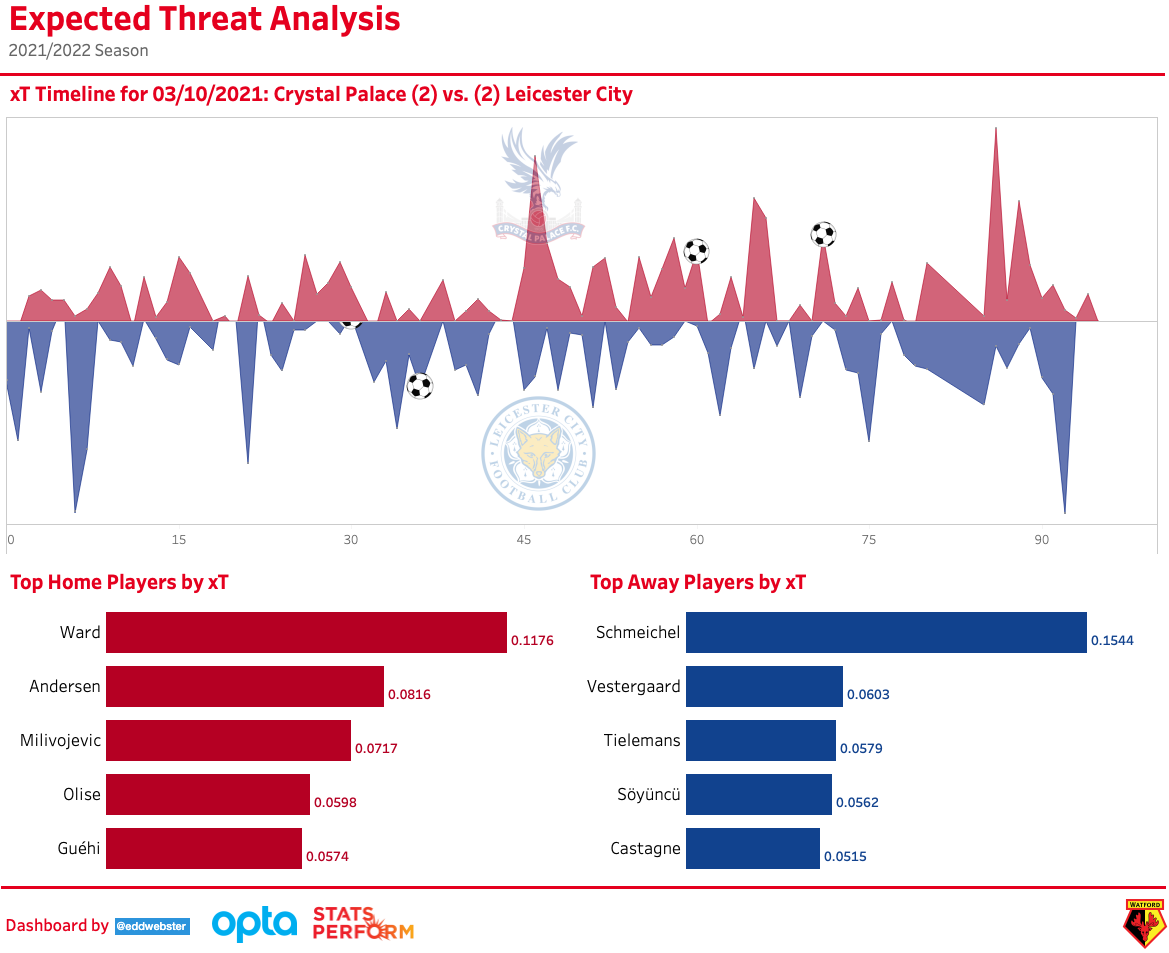 Expected Threat Analysis
2021/2022 Season
xT Timeline for 03/10/2021: Crystal Palace (2) vs. (2) Leicester City
CRYSTAL PALACE F.C.
LEICESTER CITY
FOOTBALL CLUB
0 15 30 45 60 75 90
Top Home Players by xT
Ward 0.1176
Andersen 0.0816
Milivojevic 0.0717
Olise 0.0598
Guéhi 0.0574
Top Away Players by xT
Schmeichel 0.1544
Vestergaard 0.0603
Tielemans 0.0579
Söyüncü 0.0562
Castagne 0.0515
Dashboard by @eddwebster
opta
STATS
PERFORM
WATFORD